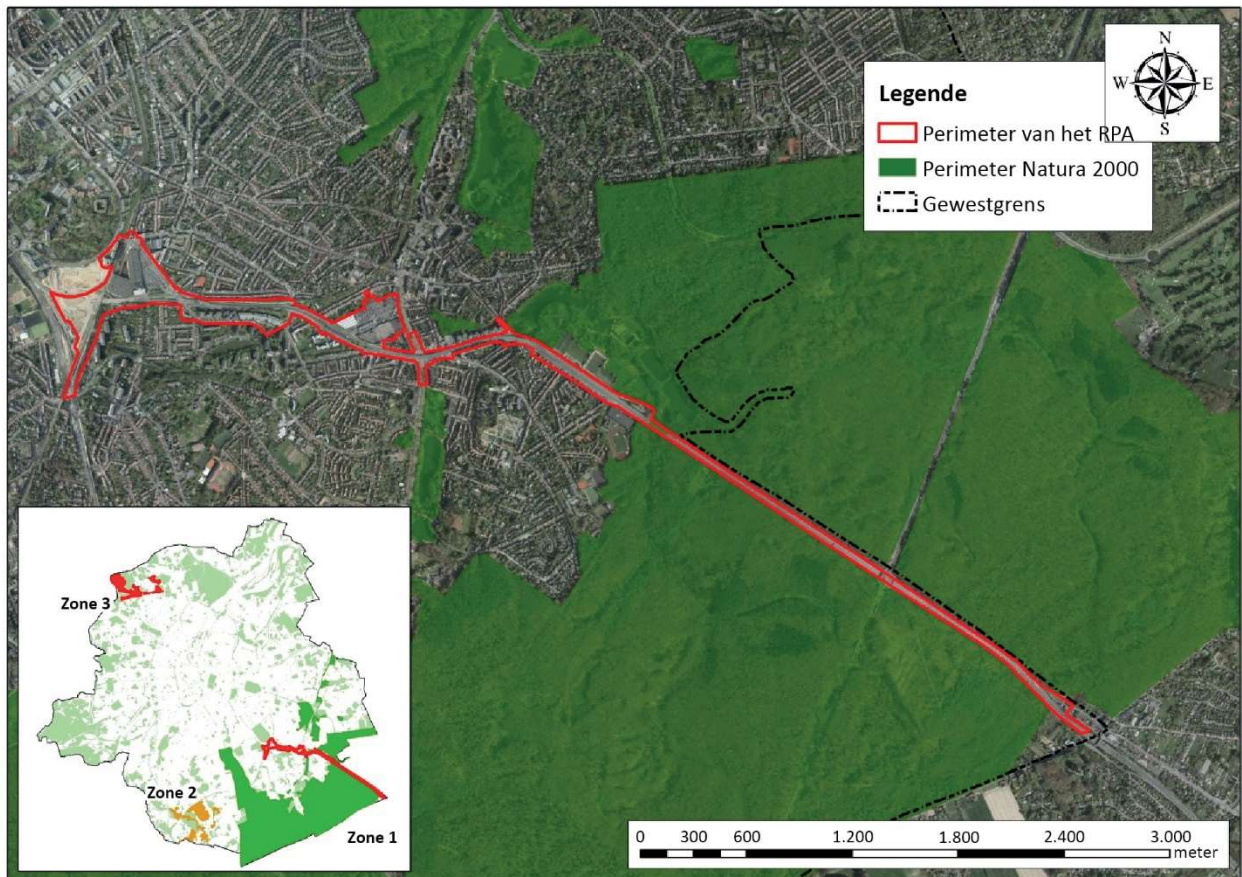 N
W E
S
Legende
Perimeter van het RPA
Perimeter Natura 2000
Gewestgrens
Zone 3
Zone 2
Zone 1
0 300 600 1.200 1.800 2.400 3.000
meter